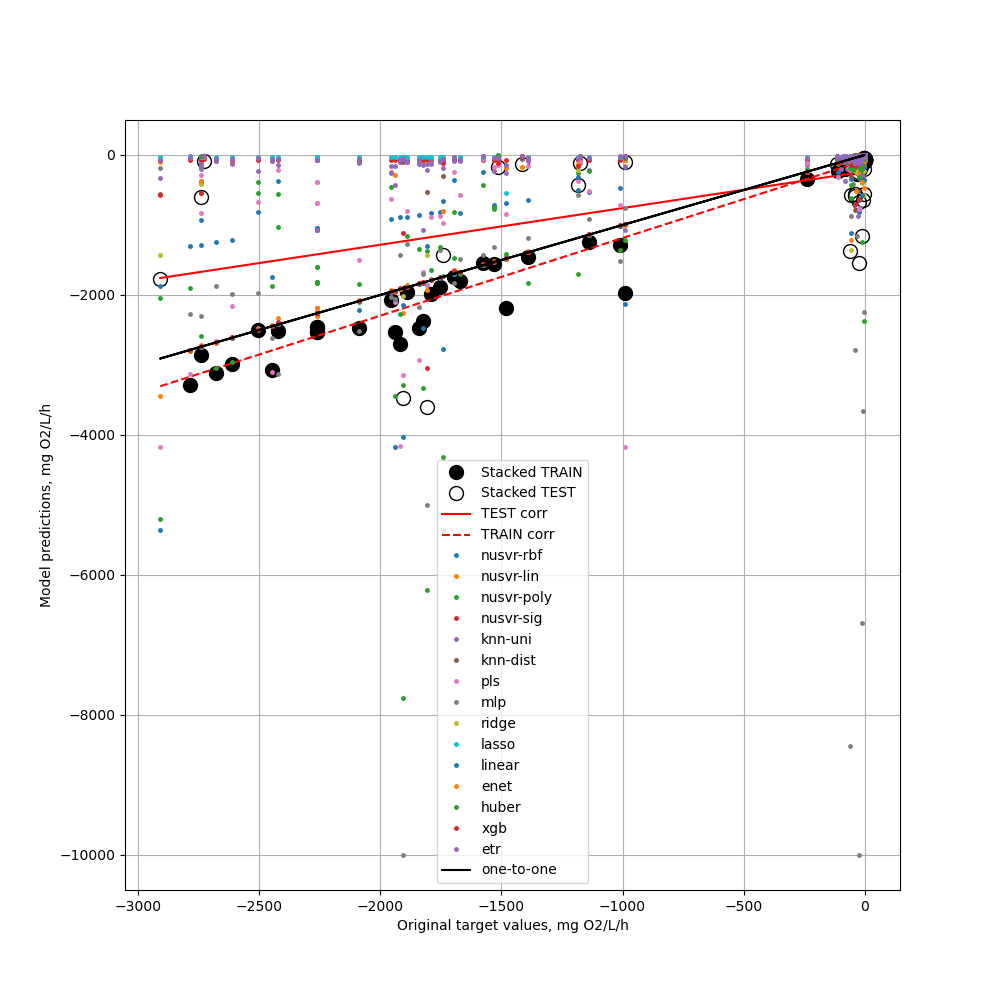 0
−2000
−4000
−6000
−8000
−10000
Model predictions, mg O2/L/h
−3000
−2500
−2000
−1500
−1000
−500
0
Original target values, mg O2/L/h
Stacked TRAIN
Stacked TEST
TEST corr
TRAIN corr
nusvr-rbf
nusvr-lin
nusvr-poly
nusvr-sig
knn-uni
knn-dist
pls
mlp
ridge
lasso
linear
enet
huber
xgb
etr
one-to-one